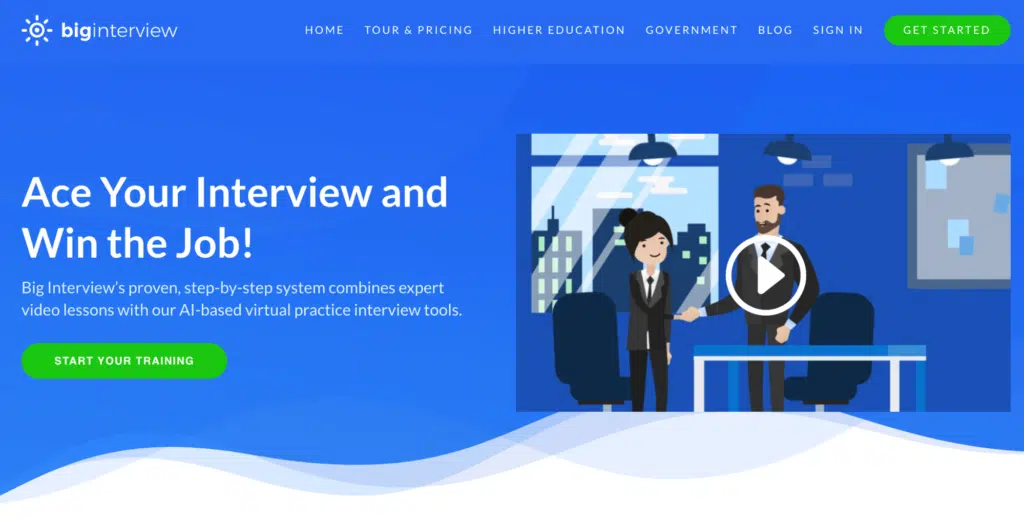 biginterview
HOME
TOUR & PRICING
HIGHER EDUCATION
GOVERNMENT
BLOG
SIGN IN
GET STARTED
Ace Your Interview and
Win the Job!
Big Interview's proven, step-by-step system combines expert
video lessons with our AI-based virtual practice interview tools.
START YOUR TRAINING